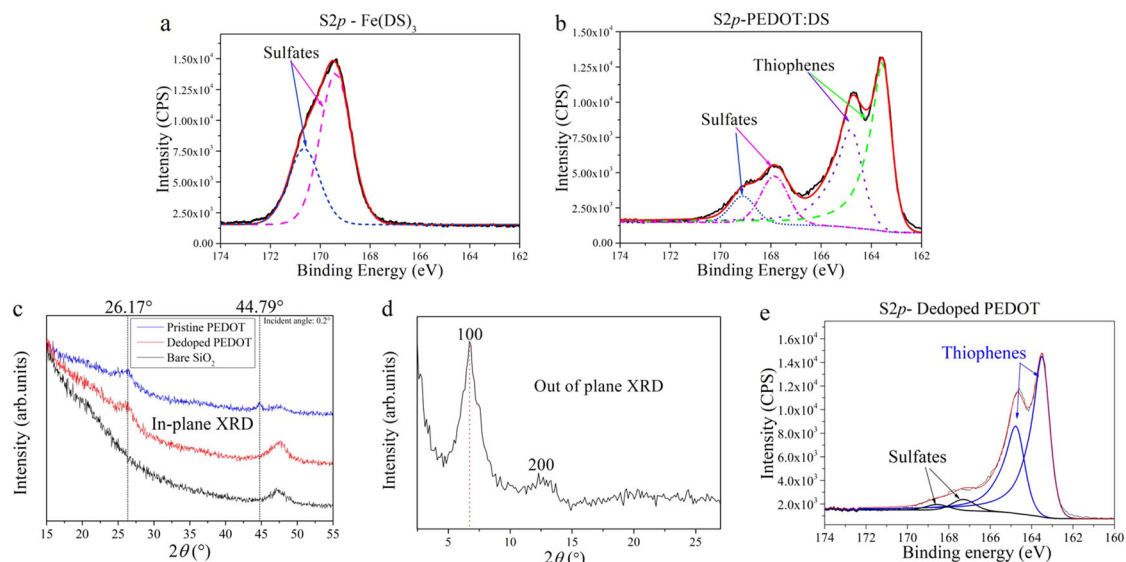 a
S2p - Fe(DS)3
Sulfates
Intensity (CPS)
1.50x10^4
1.25x10^4
1.00x10^4
7.50x10^3
5.00x10^3
2.50x10^3
0.00
174 172 170 168 166 164 162
Binding Energy (eV)
b
S2p-PEDOT:DS
Thiophenes
Sulfates
Intensity (CPS)
1.50x10^4
1.25x10^4
1.00x10^4
7.50x10^3
5.00x10^3
2.50x10^3
0.00
174 172 170 168 166 164 162
Binding Energy (eV)
c
26.17° 44.79°
Incident angle: 0.2°
Pristine PEDOT
Dedoped PEDOT
Bare SiO2
In-plane XRD
Intensity (arb.units)
15 20 25 30 35 40 45 50 55
2θ (°)
d
100
200
Out of plane XRD
Intensity (arb.units)
5 10 15 20 25
2θ (°)
e
S2p- Dedoped PEDOT
Thiophenes
Sulfates
Intensity (CPS)
1.6x10^4
1.4x10^4
1.2x10^4
1.0x10^4
8.0x10^3
6.0x10^3
4.0x10^3
2.0x10^3
174 172 170 168 166 164 162 160
Binding energy (eV)